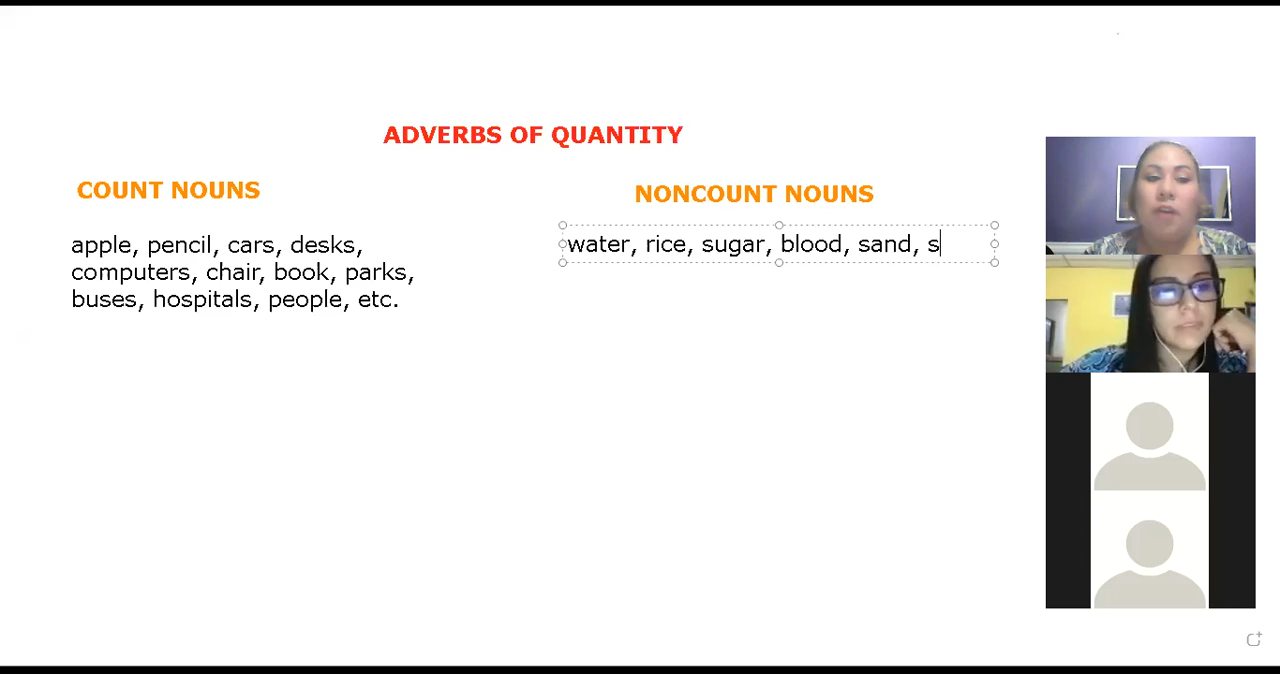 ADVERBS OF QUANTITY
COUNT NOUNS
apple, pencil, cars, desks,
computers, chair, book, parks,
buses, hospitals, people, etc.
NONCOUNT NOUNS
water, rice, sugar, blood, sand, s